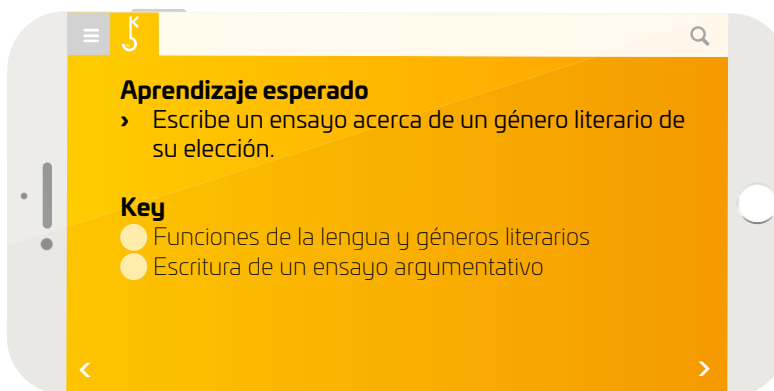 Aprendizaje esperado
› Escribe un ensayo acerca de un género literario de
su elección.
Key
Funciones de la lengua y géneros literarios
Escritura de un ensayo argumentativo